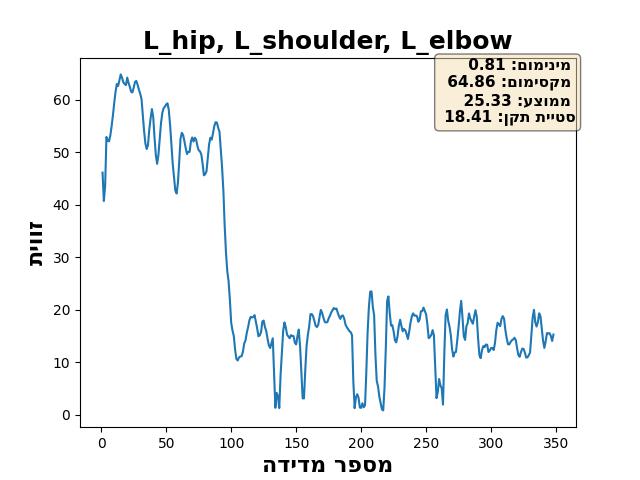 L_hip, L_shoulder, L_elbow
מינימום: 0.81
מקסימום: 64.86
ממוצע: 25.33
סטיית תקן: 18.41
זווית
60
50
40
30
20
10
0
0 50 100 150 200 250 300 350
מספר מדידה